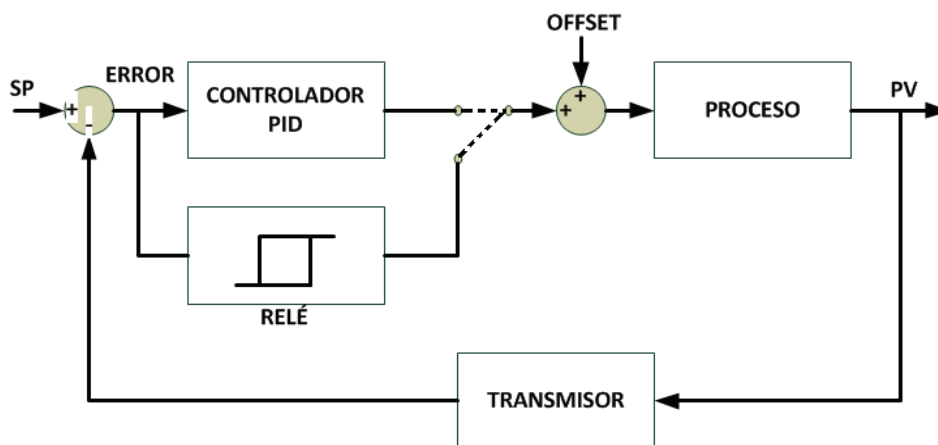 OFFSET
SP
ERROR
CONTROLADOR
PID
PROCESO
PV
+
-
+
+
RELÉ
TRANSMISOR